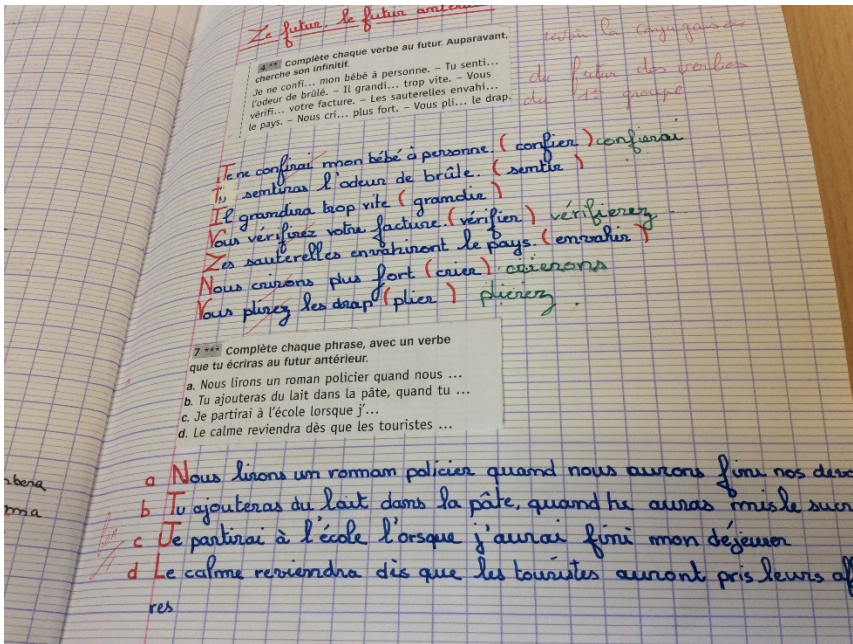 Le futur, le futur antérieur
4 ** Complète chaque verbe au futur. Auparavant,
cherche son infinitif.
Je ne confi... mon bébé à personne. – Tu senti...
l'odeur de brûlé. – Il grandi... trop vite. – Vous
vérifi... votre facture. – Les sauterelles envahi...
le pays. – Nous cri... plus fort. – Vous pli... le drap.
revoir la conjugaison
du futur des verbes
du 1er groupe
Je ne confirai mon bébé à personne. (confier) confierai
Tu sentiras l'odeur de brûle. (sentir)
Il grandira trop vite (grandir)
Vous vérifirez votre facture. (vérifier) vérifierez
Les sauterelles envahiront le pays. (envahir)
Nous crirons plus fort (crier) crierons
Vous plirez les drap (plier) plierez.
7 *** Complète chaque phrase, avec un verbe
que tu écriras au futur antérieur.
a. Nous lirons un roman policier quand nous ...
b. Tu ajouteras du lait dans la pâte, quand tu ...
c. Je partirai à l'école lorsque j'...
d. Le calme reviendra dès que les touristes ...
a Nous lirons un romman policier quand nous aurons fini nos devo
b Tu ajouteras du lait dans la pâte, quand tu auras mis le sucr
c Je partirai à l'école l'orsque j'aurai fini mon déjeuner
d Le calme reviendra dis que les touristes auront pris leurs aff
res